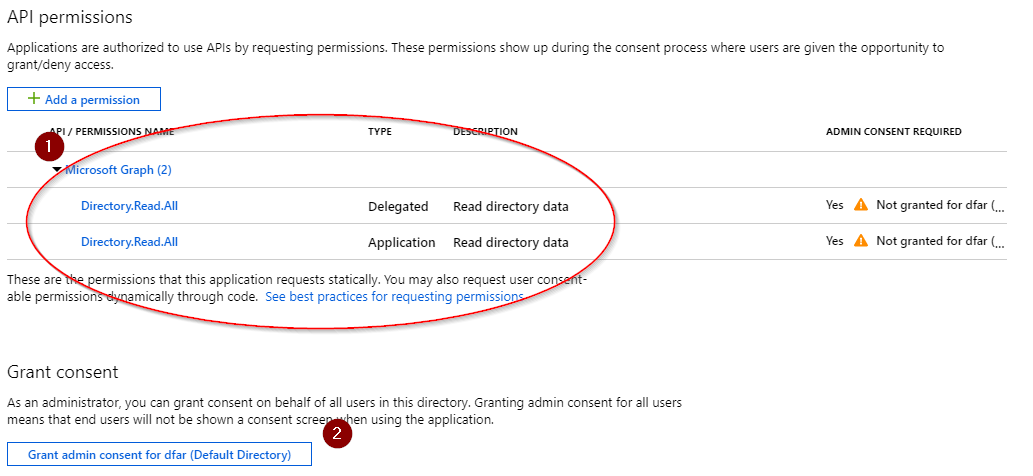 API permissions
Applications are authorized to use APIs by requesting permissions. These permissions show up during the consent process where users are given the opportunity to
grant/deny access.
+ Add a permission
API / PERMISSIONS NAME TYPE DESCRIPTION ADMIN CONSENT REQUIRED
1
Microsoft Graph (2)
Directory.Read.All Delegated Read directory data Yes Not granted for dfar (...
Directory.Read.All Application Read directory data Yes Not granted for dfar (...
These are the permissions that this application requests statically. You may also request user consent-
able permissions dynamically through code. See best practices for requesting permissions
Grant consent
As an administrator, you can grant consent on behalf of all users in this directory. Granting admin consent for all users
means that end users will not be shown a consent screen when using the application.
2
Grant admin consent for dfar (Default Directory)